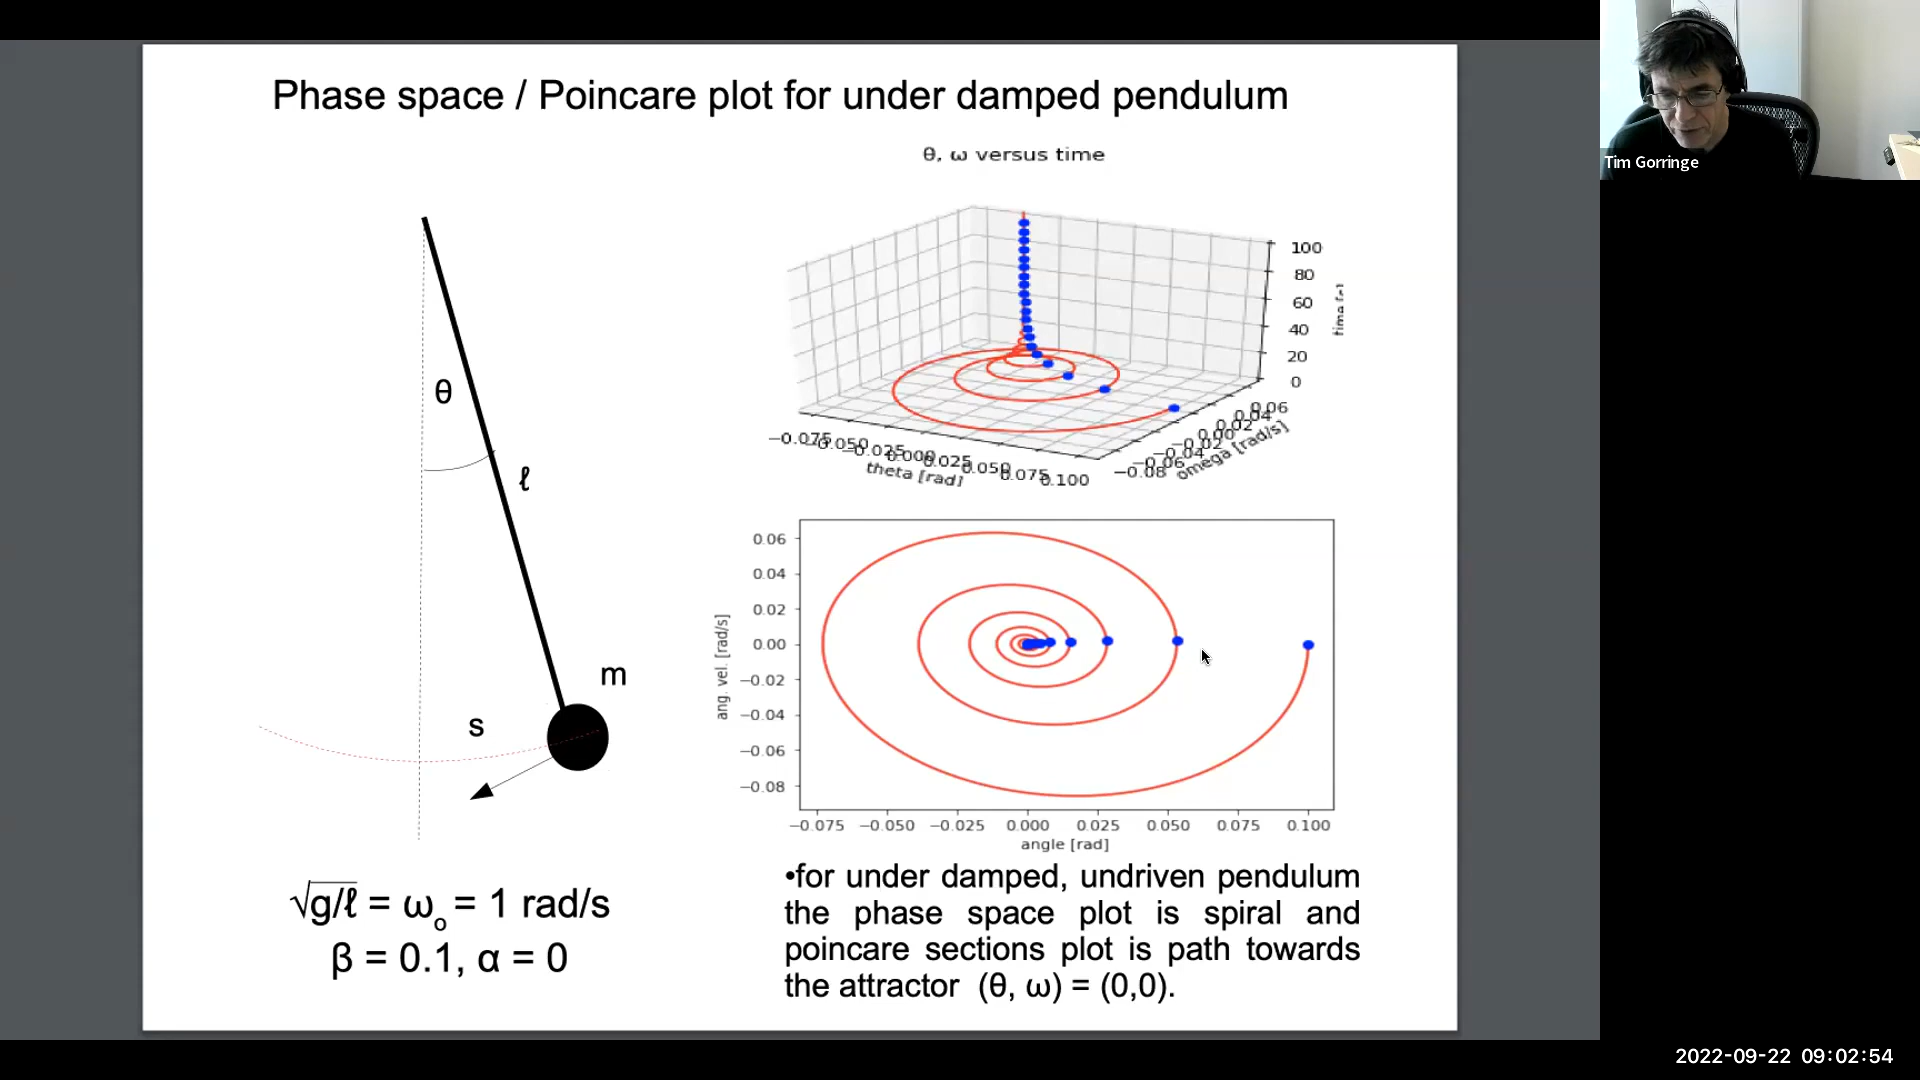 Phase space / Poincare plot for under damped pendulum
θ, ω versus time
100
80
60
40
20
0
time [s]
0.06
0.04
0.02
0.00
−0.02
−0.04
−0.06
−0.08
omega [rad/s]
−0.075
−0.050
−0.025
0.000
0.025
0.050
0.075
0.100
theta [rad]
θ
ℓ
m
s
0.06
0.04
0.02
0.00
−0.02
−0.04
−0.06
−0.08
ang. vel. [rad/s]
−0.075 −0.050 −0.025 0.000 0.025 0.050 0.075 0.100
angle [rad]
√g/ℓ = ωo = 1 rad/s
β = 0.1, α = 0
•for under damped, undriven pendulum
the phase space plot is spiral and
poincare sections plot is path towards
the attractor (θ, ω) = (0,0).
Tim Gorringe
2022-09-22 09:02:54